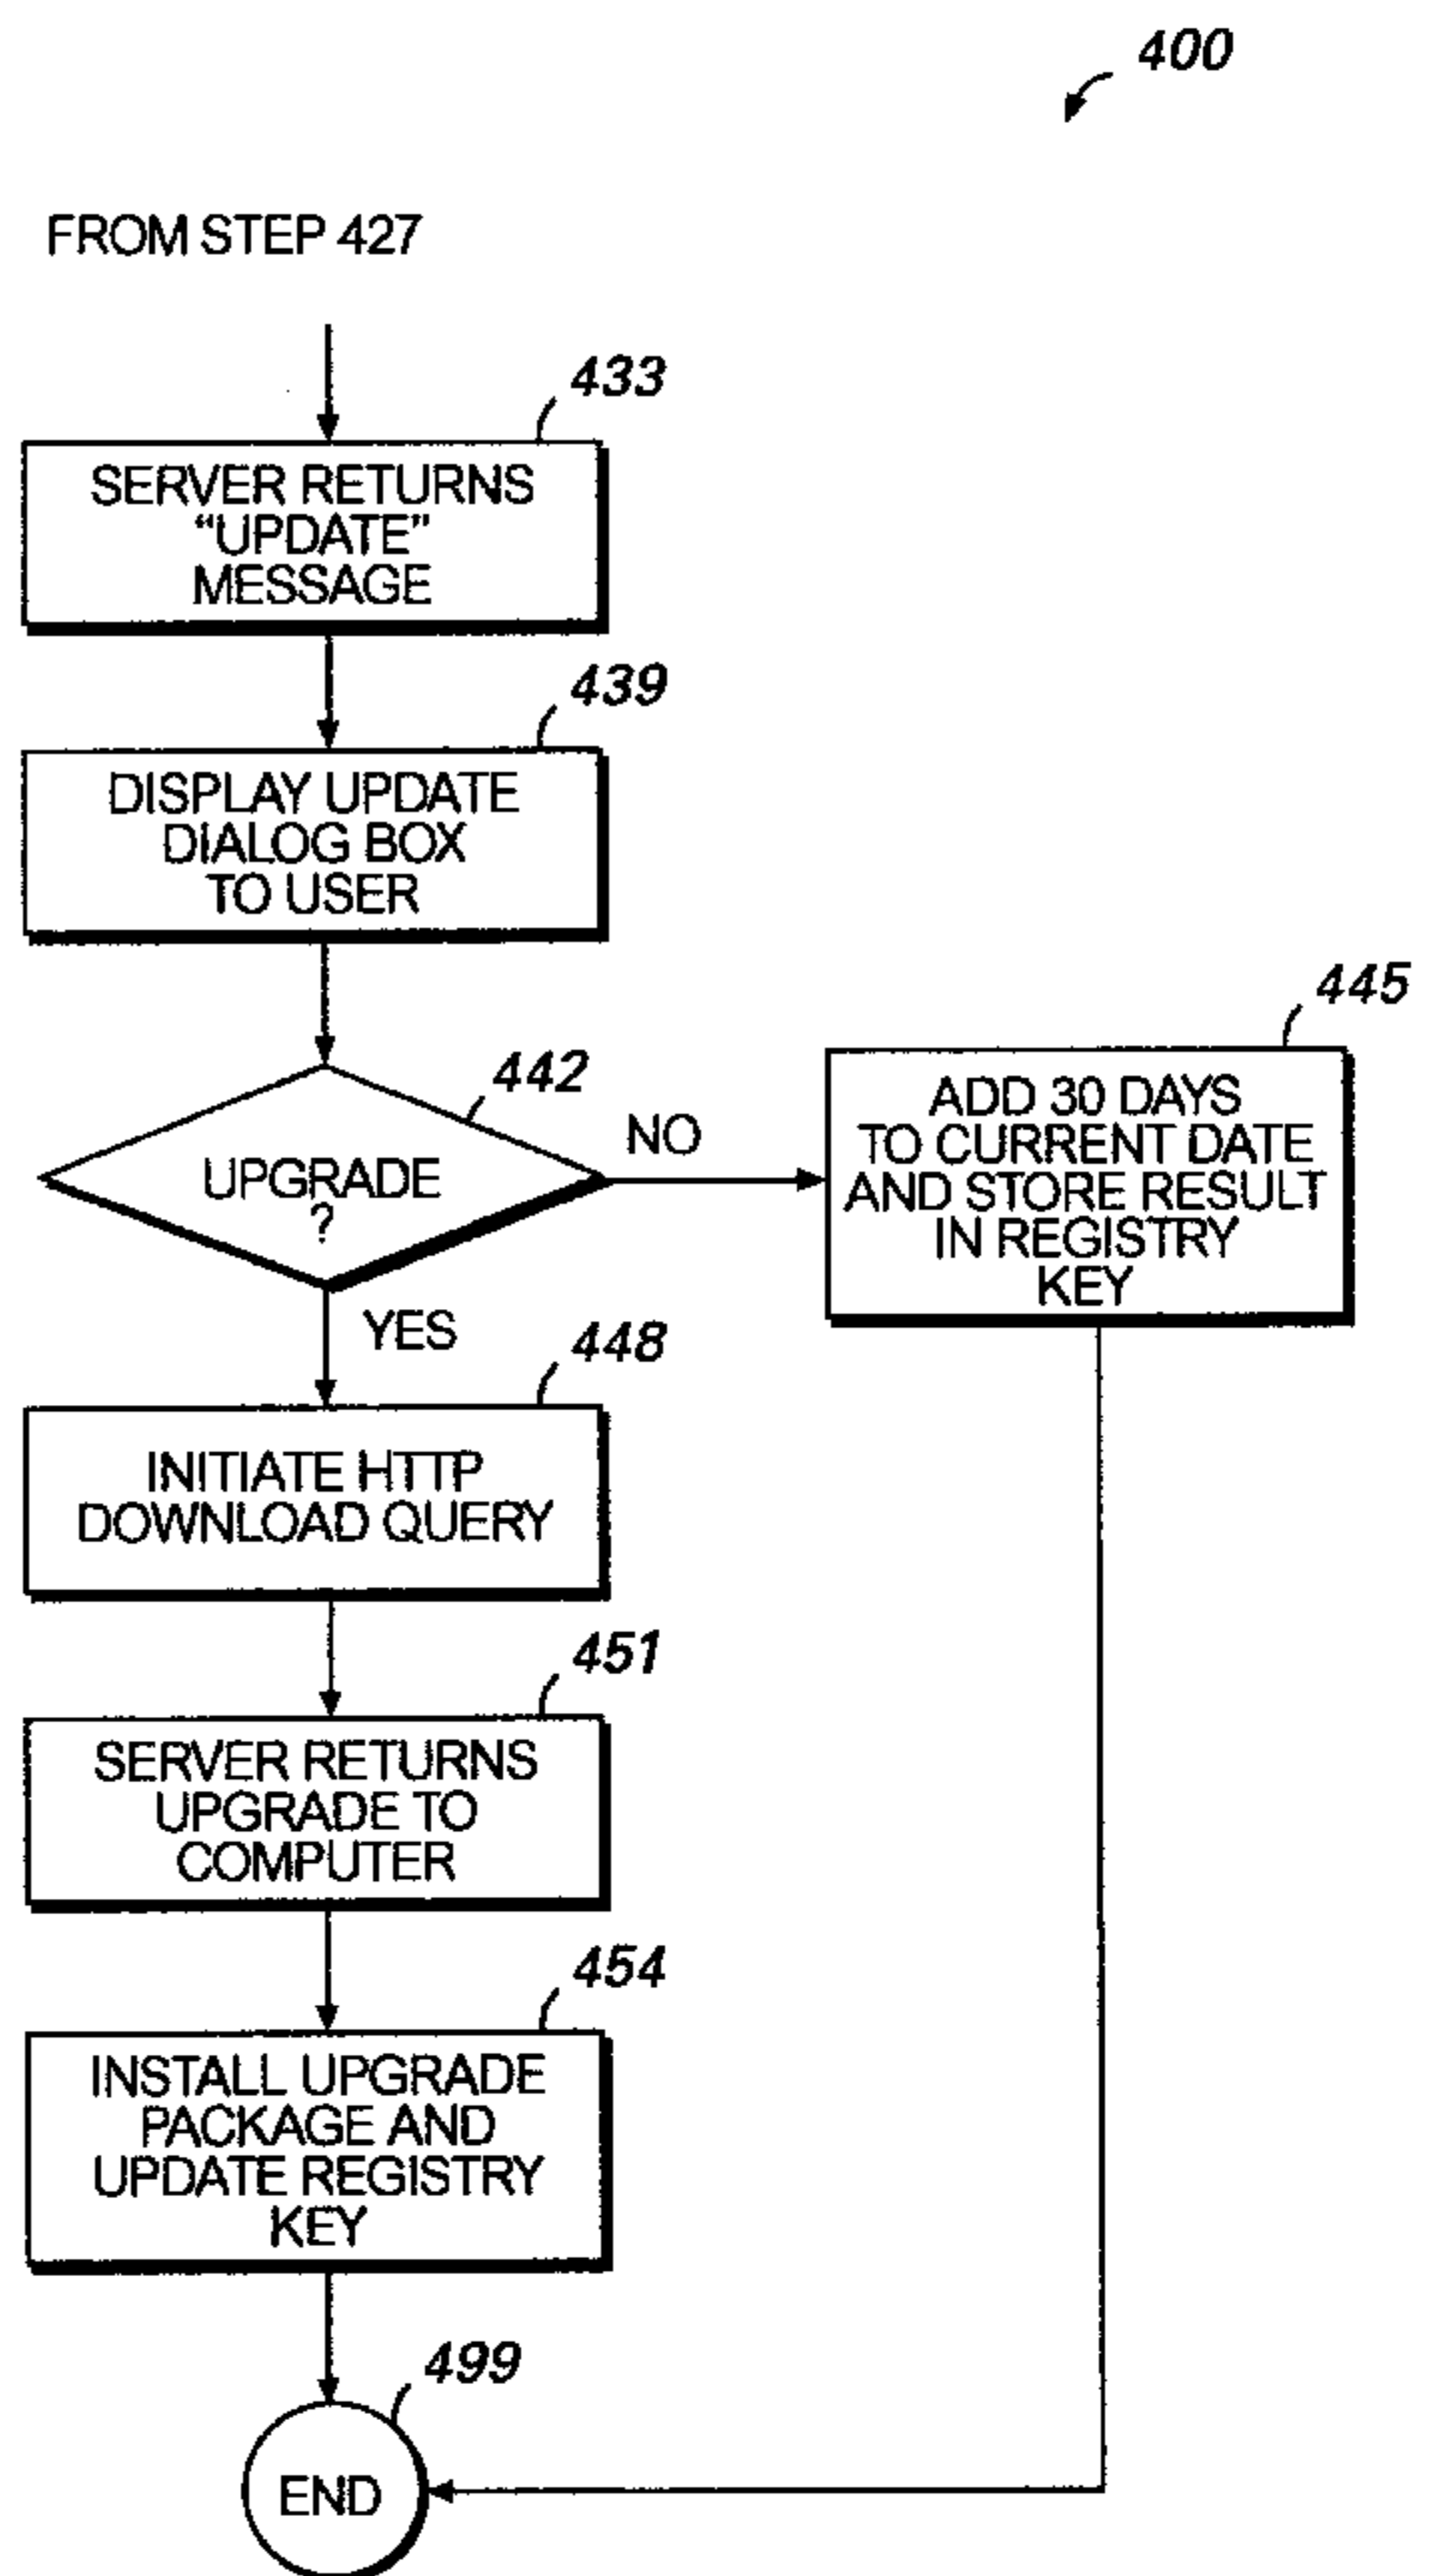 400
FROM STEP 427
433
SERVER RETURNS
“UPDATE”
MESSAGE
439
DISPLAY UPDATE
DIALOG BOX
TO USER
442
UPGRADE
?
NO
445
ADD 30 DAYS
TO CURRENT DATE
AND STORE RESULT
IN REGISTRY
KEY
YES
448
INITIATE HTTP
DOWNLOAD QUERY
451
SERVER RETURNS
UPGRADE TO
COMPUTER
454
INSTALL UPGRADE
PACKAGE AND
UPDATE REGISTRY
KEY
499
END